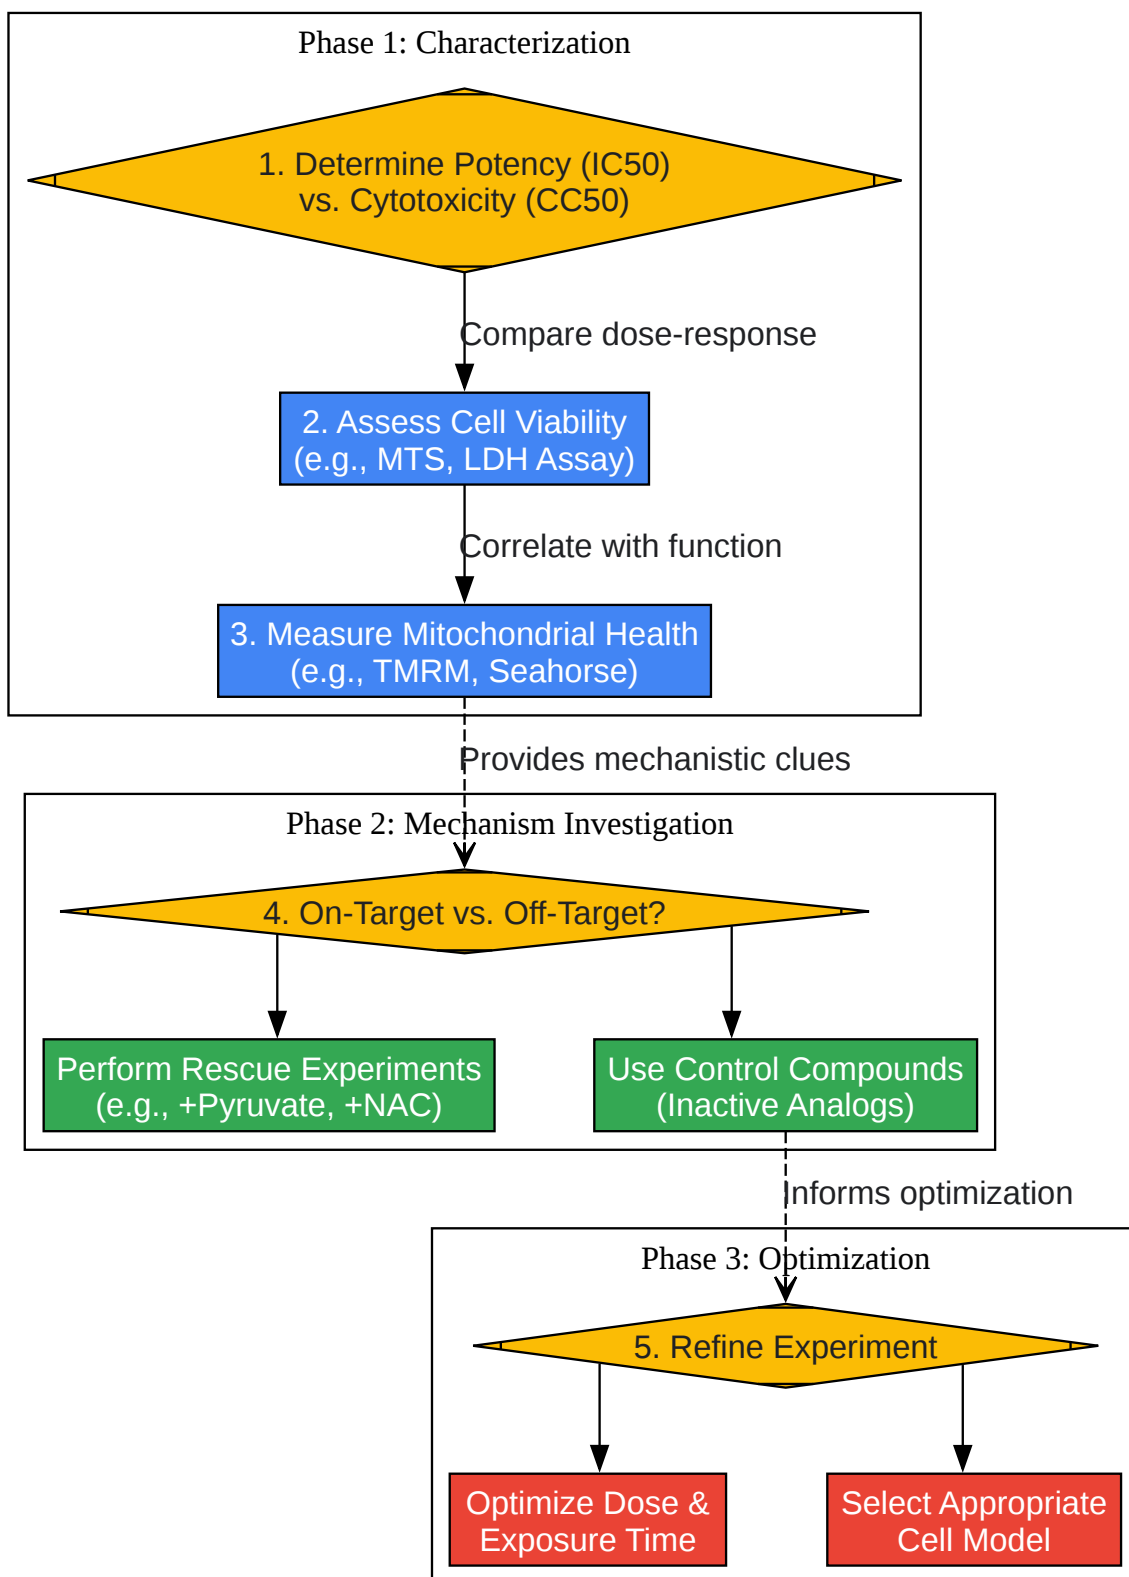 Phase 1: Characterization
1. Determine Potency (IC50)
vs. Cytotoxicity (CC50)
Compare dose-response
2. Assess Cell Viability
(e.g., MTS, LDH Assay)
Correlate with function
3. Measure Mitochondrial Health
(e.g., TMRM, Seahorse)
Provides mechanistic clues
Phase 2: Mechanism Investigation
4. On-Target vs. Off-Target?
Perform Rescue Experiments
(e.g., +Pyruvate, +NAC)
Use Control Compounds
(Inactive Analogs)
Informs optimization
Phase 3: Optimization
5. Refine Experiment
Optimize Dose &
Exposure Time
Select Appropriate
Cell Model